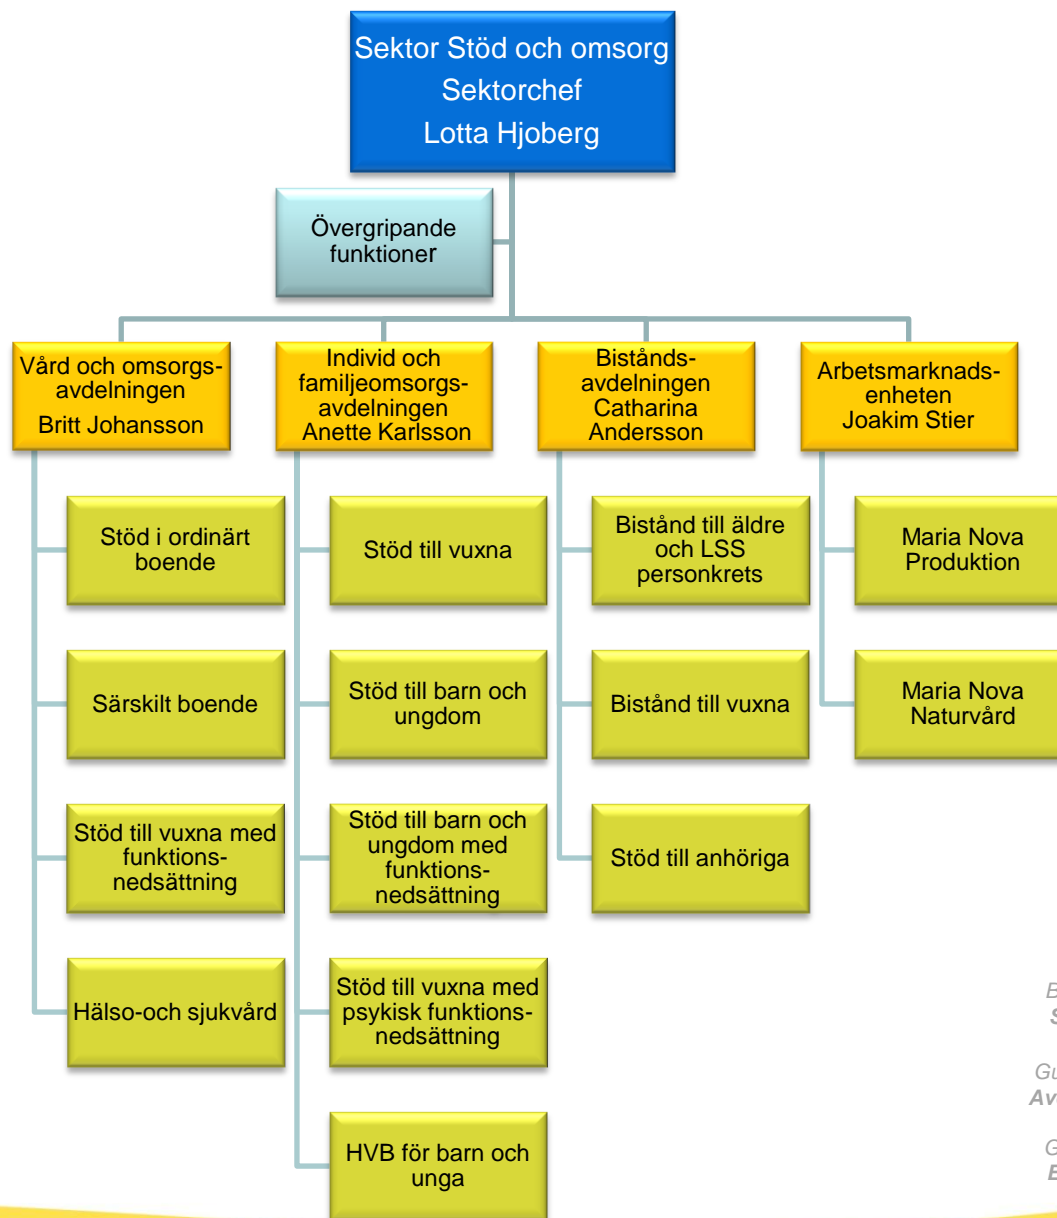 Sektor Stöd och omsorg
Sektorchef
Lotta Hjoberg
Övergripande
funktioner
Vård och omsorgs-
avdelningen
Britt Johansson
Individ och
familjeomsorgs-
avdelningen
Anette Karlsson
Bistånds-
avdelningen
Catharina
Andersson
Arbetsmarknads-
enheten
Joakim Stier
Stöd i ordinärt
boende
Särskilt boende
Stöd till vuxna med
funktions-
nedsättning
Hälso-och sjukvård
Stöd till vuxna
Stöd till barn och
ungdom
Stöd till barn och
ungdom med
funktions-
nedsättning
Stöd till vuxna med
psykisk funktions-
nedsättning
HVB för barn och
unga
Bistånd till äldre
och LSS
personkrets
Bistånd till vuxna
Stöd till anhöriga
Maria Nova
Produktion
Maria Nova
Naturvård